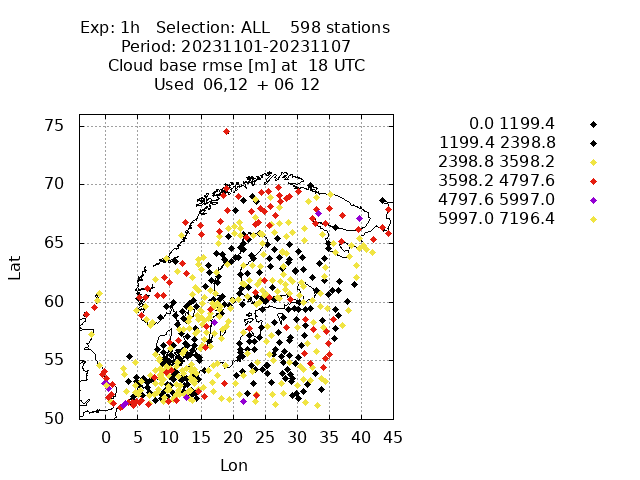 Exp: 1h   Selection: ALL    598 stations
Period: 20231101-20231107
Cloud base rmse [m] at  18 UTC
Used  06,12  + 06 12
75
70
65
60
55
50
Lat
0 5 10 15 20 25 30 35 40 45
Lon
0.0 1199.4
1199.4 2398.8
2398.8 3598.2
3598.2 4797.6
4797.6 5997.0
5997.0 7196.4